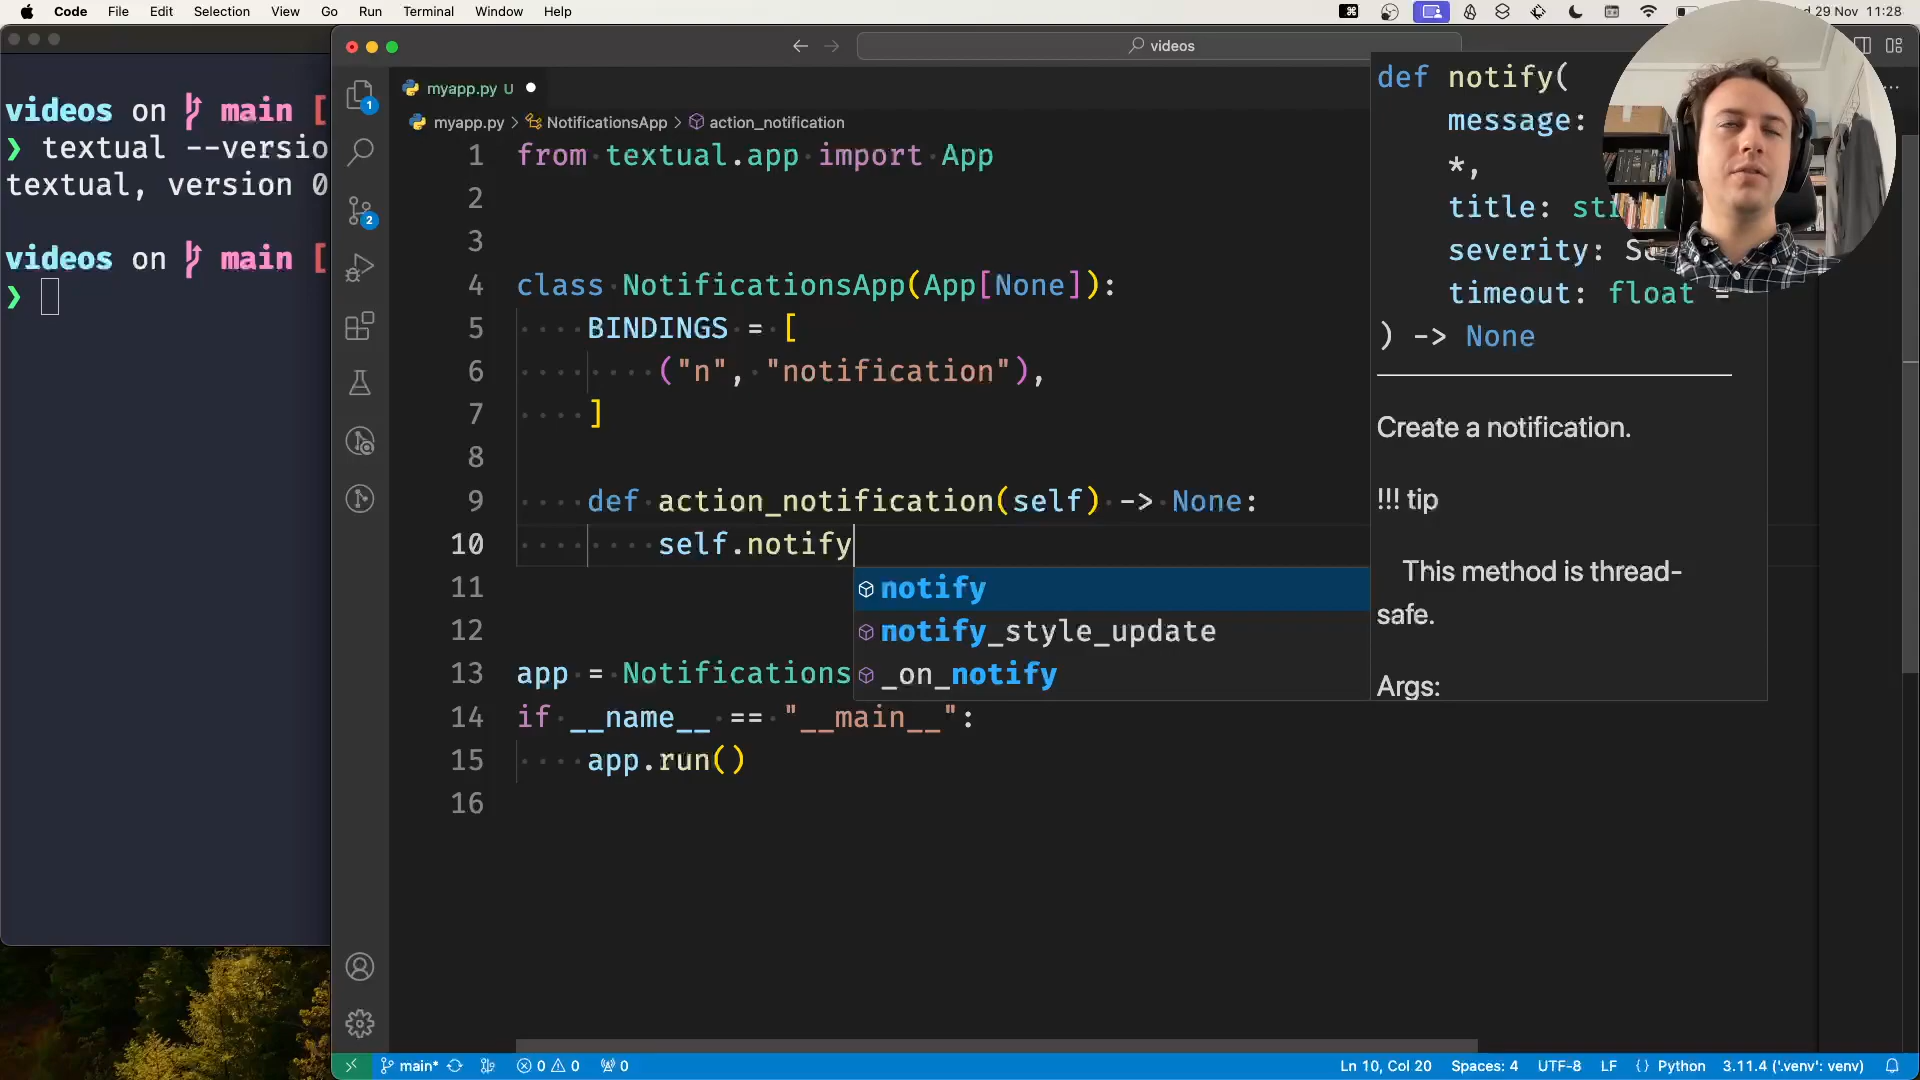 Code File Edit Selection View Go Run Terminal Window Help
29 Nov 11:28
videos
videos on main [
❯ textual --versio
textual, version 0
videos on main [
❯
1
2
myapp.py U
myapp.py > NotificationsApp > action_notification
1 from textual.app import App
2
3
4 class NotificationsApp(App[None]):
5 BINDINGS = [
6 ("n", "notification"),
7 ]
8
9 def action_notification(self) -> None:
10 self.notify
11
12
13 app = Notifications
14 if __name__ == "__main__":
15 app.run()
16
notify
notify_style_update
_on_notify
def notify(
message:
*,
title:
severity:
timeout: float =
) -> None
Create a notification.
!!! tip
This method is thread-
safe.
Args:
main* 0 0 0 Ln 10, Col 20 Spaces: 4 UTF-8 LF {} Python 3.11.4 ('.venv': venv)